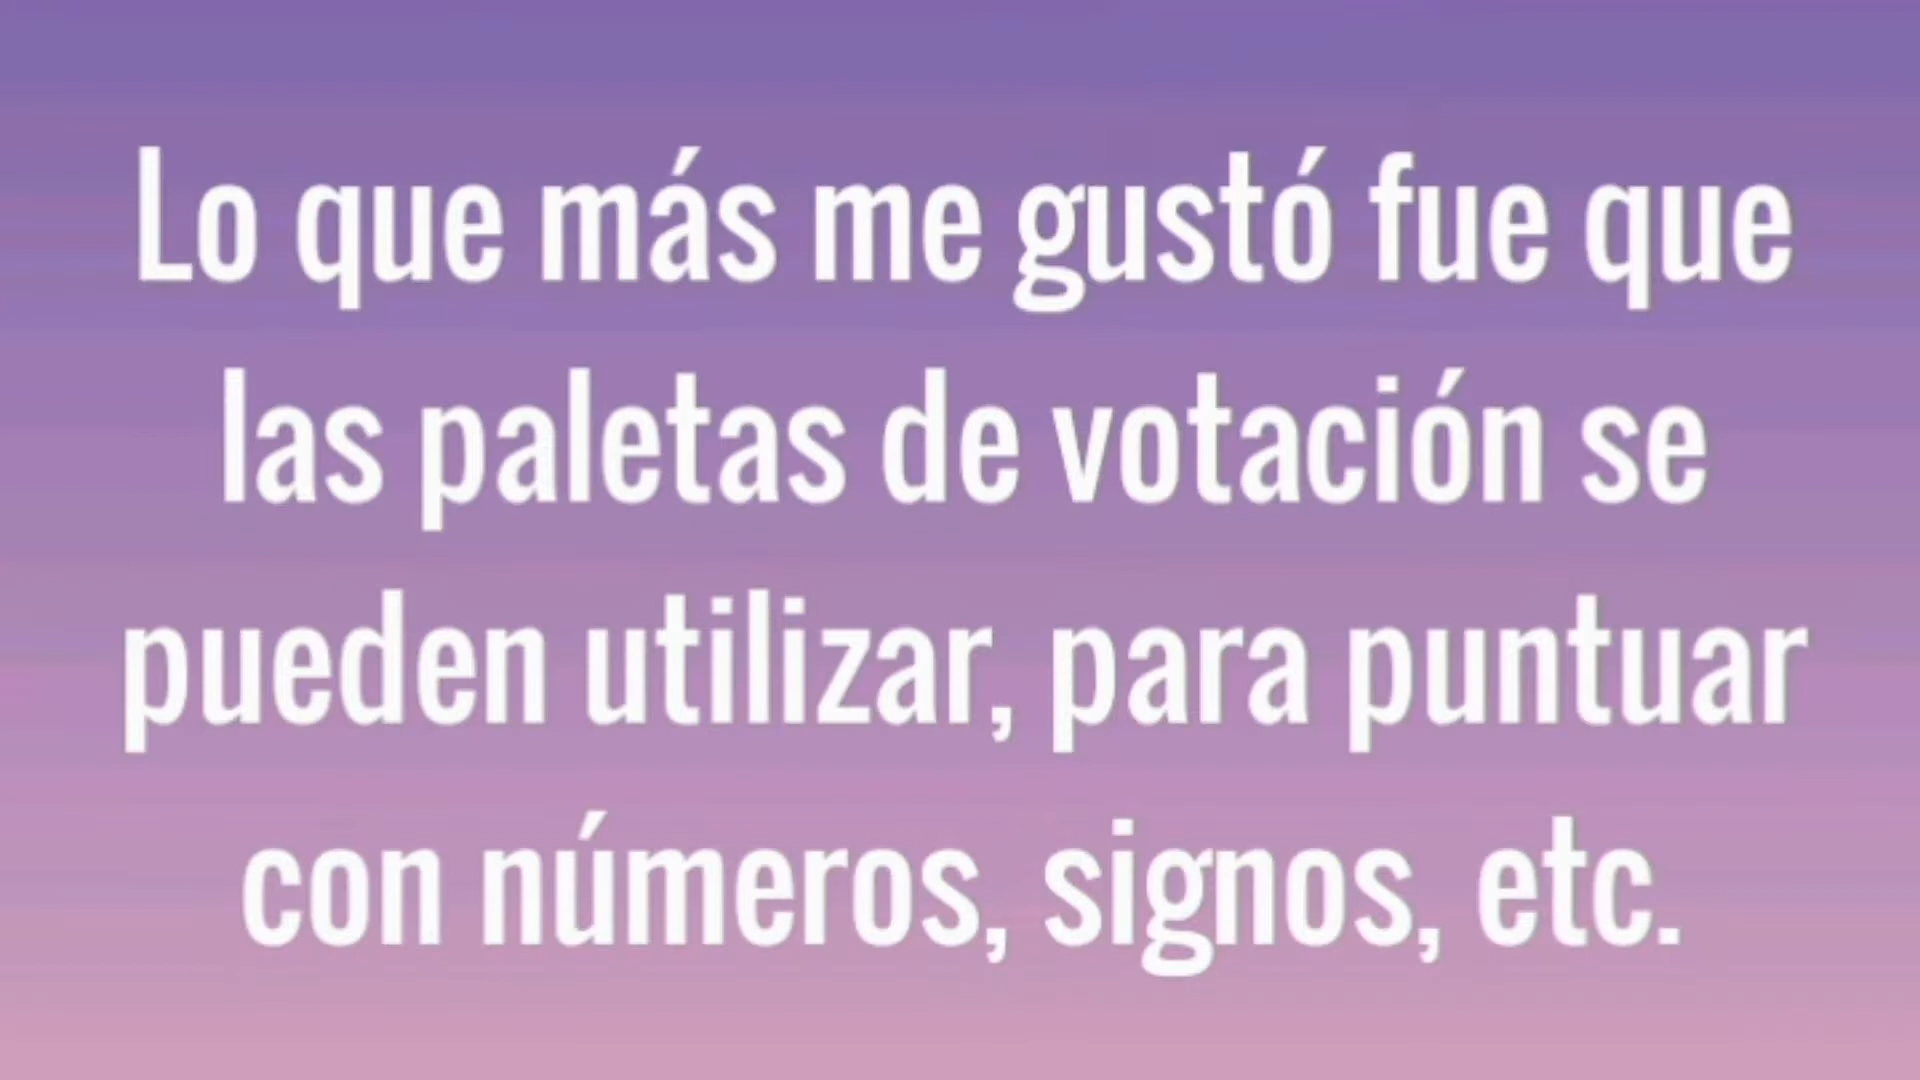 Lo que más me gustó fue que
las paletas de votación se
pueden utilizar, para puntuar
con números, signos, etc.